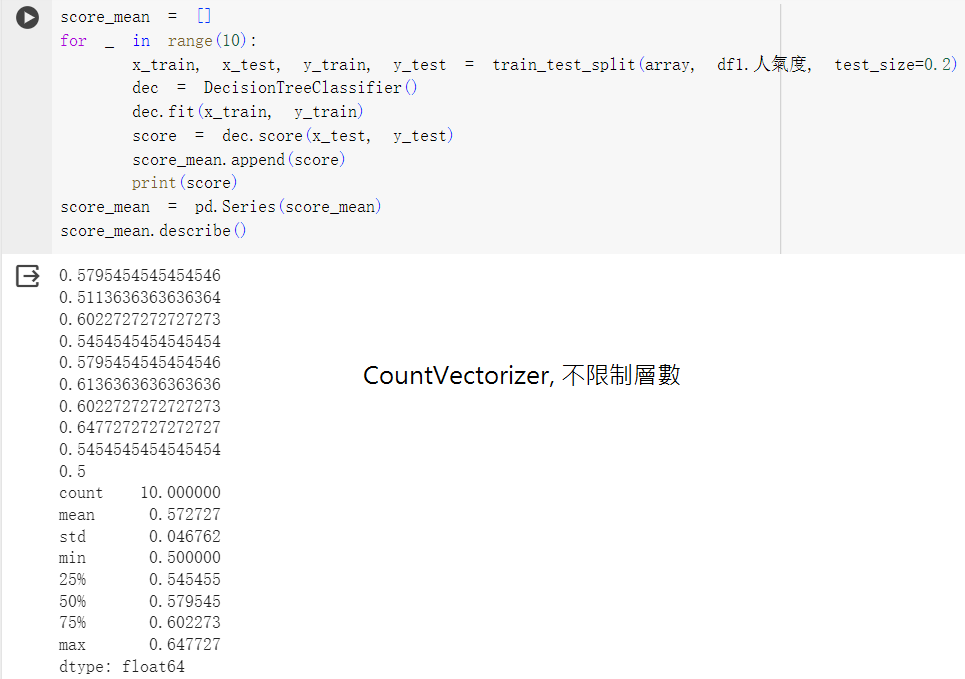 score_mean = []
for _ in range(10):
x_train, x_test, y_train, y_test = train_test_split(array, df1.人氣度, test_size=0.2)
dec = DecisionTreeClassifier()
dec.fit(x_train, y_train)
score = dec.score(x_test, y_test)
score_mean.append(score)
print(score)
score_mean = pd.Series(score_mean)
score_mean.describe()
0.5795454545454546
0.5113636363636364
0.6022727272727273
0.5454545454545454
0.5795454545454546
0.6136363636363636
0.6022727272727273
0.6477272727272727
0.5454545454545454
0.5
CountVectorizer, 不限制層數
count 10.000000
mean 0.572727
std 0.046762
min 0.500000
25% 0.545455
50% 0.579545
75% 0.602273
max 0.647727
dtype: float64